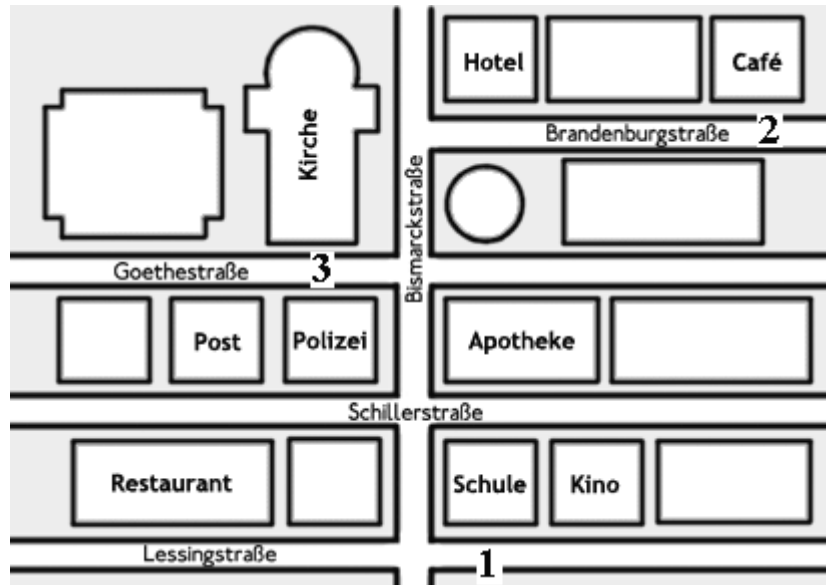 Hotel
Café
Brandenburgstraße 2
Kirche
Bismarckstraße
Goethestraße 3
Post
Polizei
Apotheke
Schillerstraße
Restaurant
Schule
Kino
Lessingstraße
1